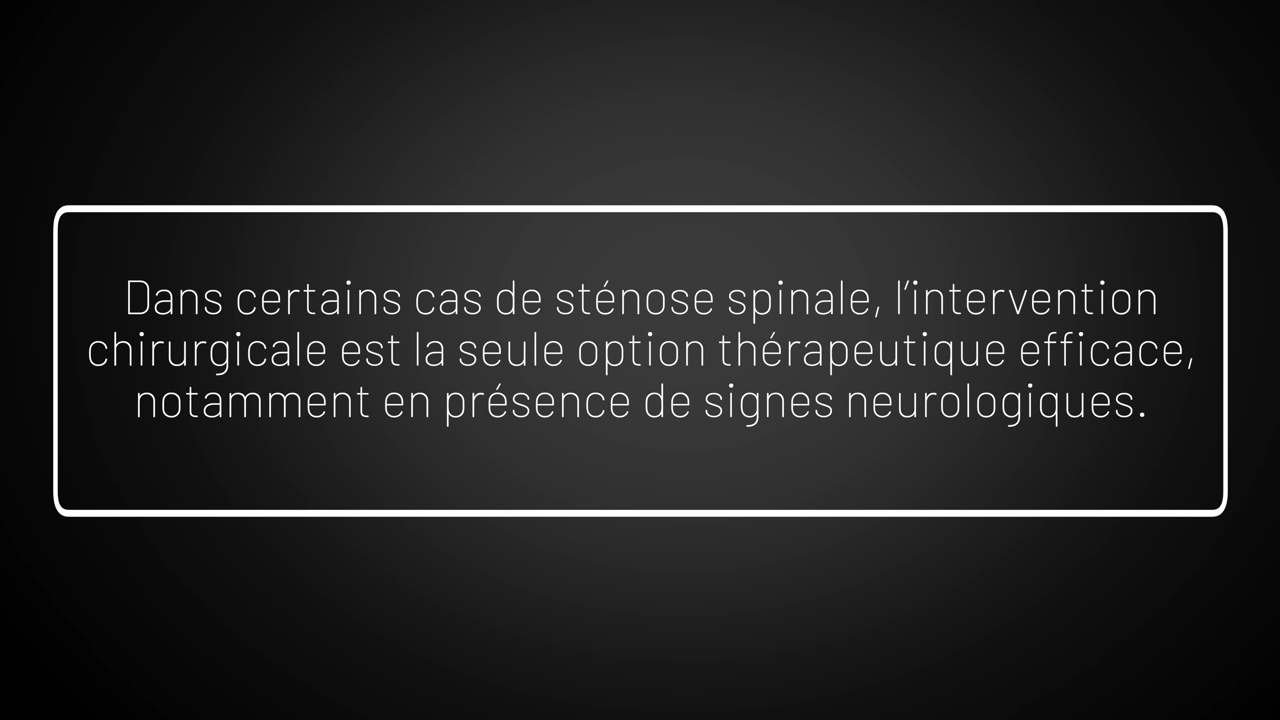 Dans certains cas de sténose spinale, l’intervention
chirurgicale est la seule option thérapeutique efficace,
notamment en présence de signes neurologiques.